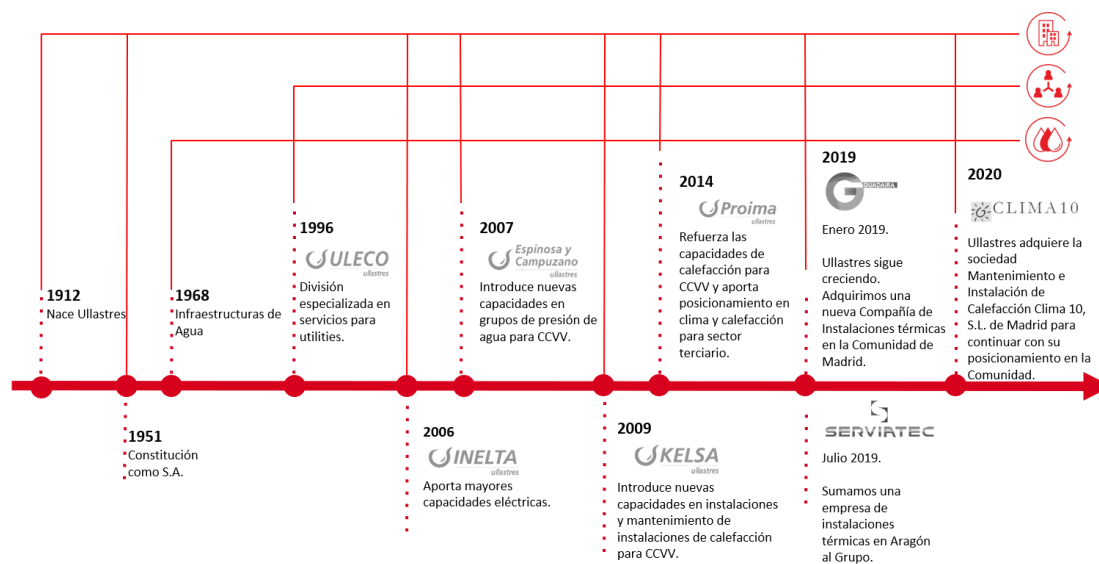 1912
Nace Ullastres
1951
Constitución
como S.A.
1968
Infraestructuras de
Agua
1996
ULECO
ullastres
División
especializada en
servicios para
utilities.
2006
INELTA
ullastres
Aporta mayores
capacidades eléctricas.
2007
Espinosa y
Campuzano
ullastres
Introduce nuevas
capacidades en
grupos de presión de
agua para CCVV.
2009
KELSA
ullastres
Introduce nuevas
capacidades en instalaciones
y mantenimiento de
instalaciones de calefacción
para CCVV.
2014
Proima
ullastres
Refuerza las
capacidades de
calefacción para
CCVV y aporta
posicionamiento en
clima y calefacción
para sector
terciario.
2019
GUADAIRA
Enero 2019.
Ullastres sigue
creciendo.
Adquirimos una
nueva Compañía de
Instalaciones térmicas
en la Comunidad de
Madrid.
SERVIATEC
Julio 2019.
Sumamos una
empresa de
instalaciones
térmicas en Aragón
al Grupo.
2020
CLIMA10
Ullastres adquiere la
sociedad
Mantenimiento e
Instalación de
Calefacción Clima 10,
S.L. de Madrid para
continuar con su
posicionamiento en la
Comunidad.